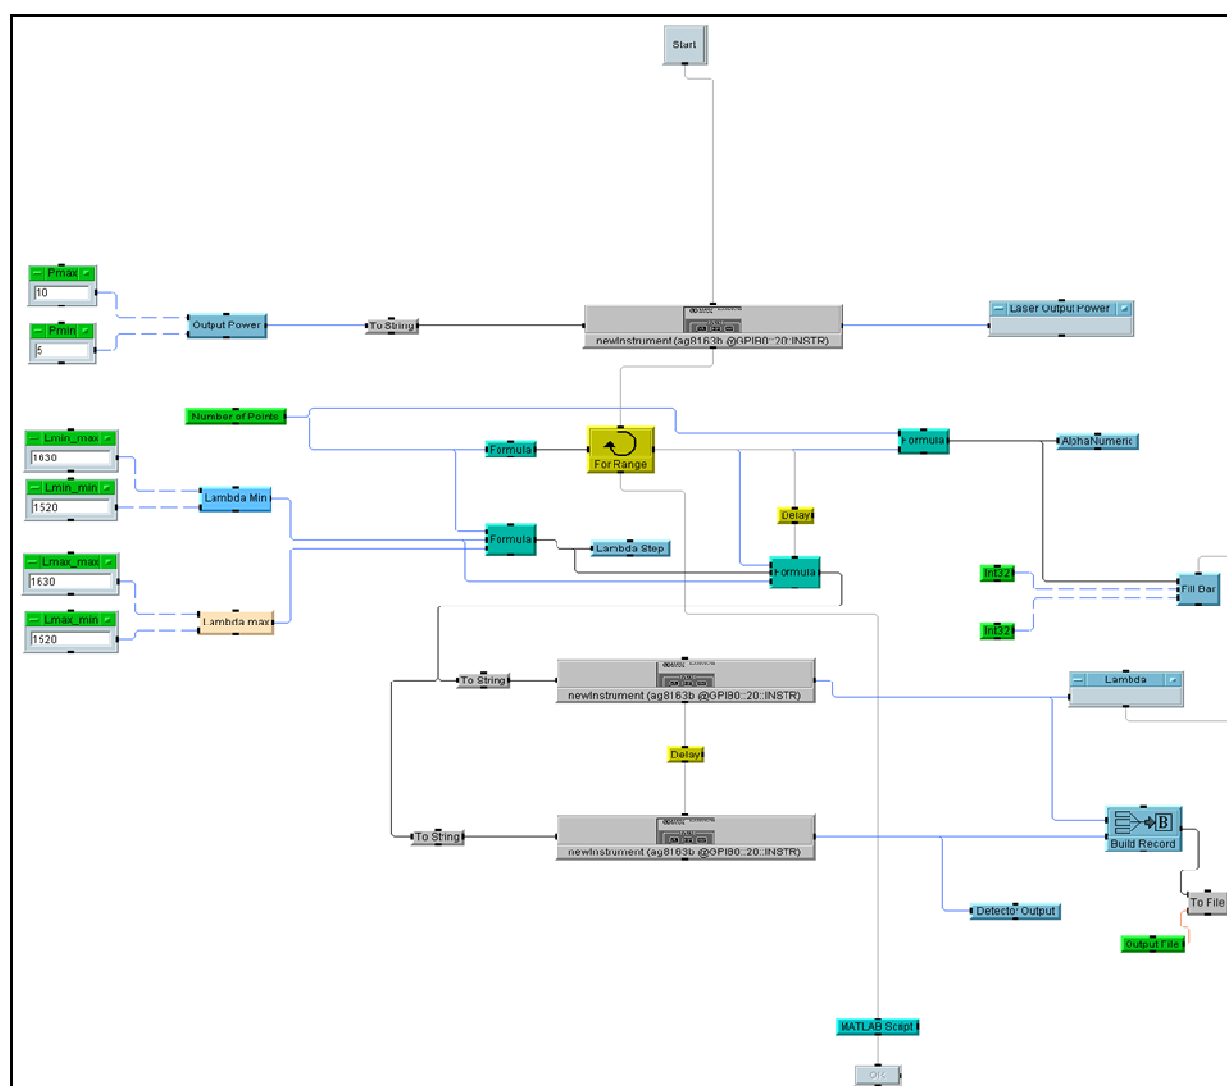 Start
Pmax
10
Pmin
5
Output Power
To String
newInstrument (ag8163b @GPIB0::20::INSTR)
Laser Output Power
Number of Points
Formula
For Range
Formula
AlphaNumeric
Lmin_max
1630
Lmin_min
1520
Lambda Min
Formula
Lambda Step
Delay
Formula
Lmax_max
1630
Lmax_min
1520
Lambda max
Int32
Int32
Fill Bar
To String
newInstrument (ag8163b @GPIB0::20::INSTR)
Lambda
Delay
To String
newInstrument (ag8163b @GPIB0::20::INSTR)
B
Build Record
To File
Detector Output
Output File
MATLAB Script
OK